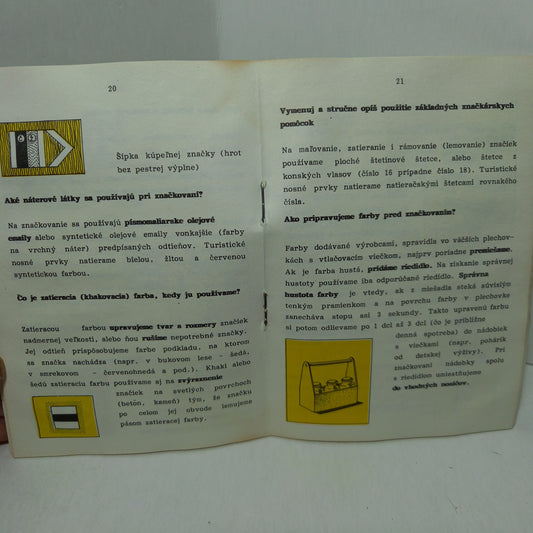 20
Šípka kúpeľnej značky (hrot
bez pestrej výplne)
Aké náterové látky sa používajú pri značkovaní?
Na značkovanie sa používajú písmomaliarske olejové
emaily alebo syntetické olejové emaily vonkajšie (farby
na vrchný náter) predpísaných odtieňov. Turistické
nosné prvky natierame bielou, žltou a červenou
syntetickou farbou.
Čo je zatieracia (khakovacia) farba, kedy ju používame?
Zatieracou farbou upravujeme tvar a rozmery značiek
nadmernej veľkosti, alebo ňou rušíme nepotrebné značky.
Jej odtieň prispôsobujeme farbe podkladu, na ktorom
sa značka nachádza (napr. v bukovom lese - šedá,
v smrekovom - červenohnedá a pod.). Khaki alebo
šedú zatieraciu farbu používame aj na zvýraznenie
značiek na svetlých povrchoch
(betón, kameň) tým, že značku
po celom jej obvode lemujeme
pásom zatieracej farby.
21
Vymenuj a stručne opíš použitie základných značkárskych
pomôcok
Na maľovanie, zatieranie i rámovanie (lemovanie) značiek
používame ploché štetinové štetce, alebo štetce z
konských vlasov (číslo 16 prípadne číslo 18). Turistické
nosné prvky natierame natieračskými štetcami rovnakého
čísla.
Ako pripravujeme farby pred značkovaním?
Farby dodávané výrobcami, spravidla vo väčších plechov-
kách s vtlačovacím viečkom, najprv poriadne premiešame.
Ak je farba hustá, pridáme riedidlo. Na získanie správnej
hustoty používame iba odporúčané riedidlo. Správna
hustota farby je vtedy, ak z miešadla steká súvislým
tenkým pramienkom a na povrchu farby v plechovke
zanecháva stopu asi 3 sekundy. Takto upravenú farbu
si potom odlievame po 1 dcl až 3 dcl (čo je približne
denná spotreba) do nádobiek
s viečkami (napr. pohárik
od detskej výživy). Pri
značkovaní nádobky spolu
s riedidlom umiestňujeme
do vhodných nosičov.